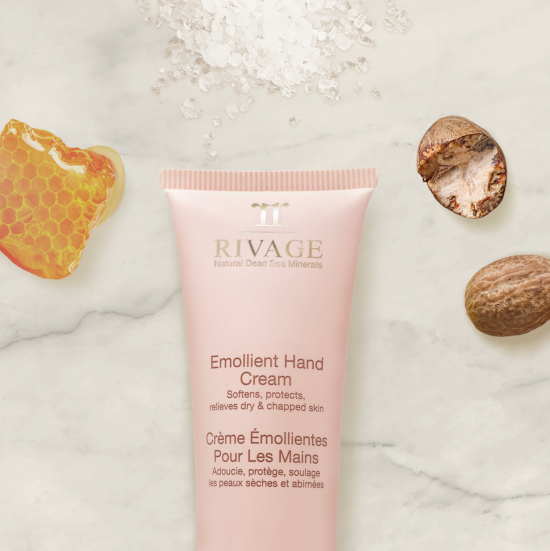 RIVAGE
Natural Dead Sea Minerals
Emollient Hand
Cream
Softens, protects,
relieves dry & chapped skin
Crème Émollientes
Pour Les Mains
Adoucie, protège, soulage
les peaux sèches et abimées